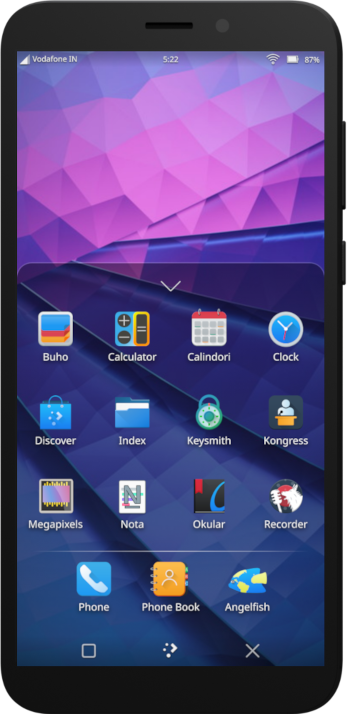 Vodafone IN 5:22 87%
Buho Calculator Calindori Clock
Discover Index Keysmith Kongress
Megapixels Nota Okular Recorder
Phone Phone Book Angelfish